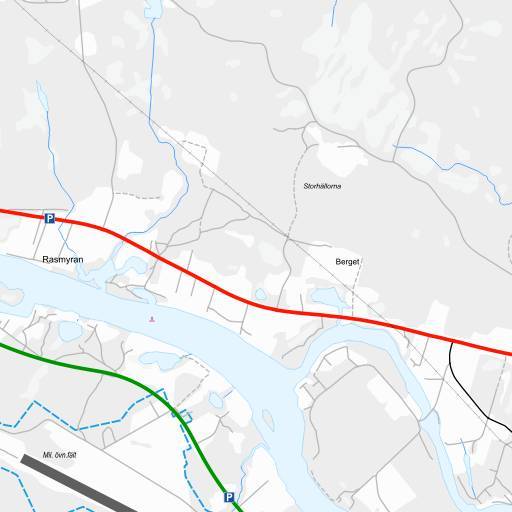 Storhällorna
P
Rasmyran
Berget
Mil. övn.fält
P